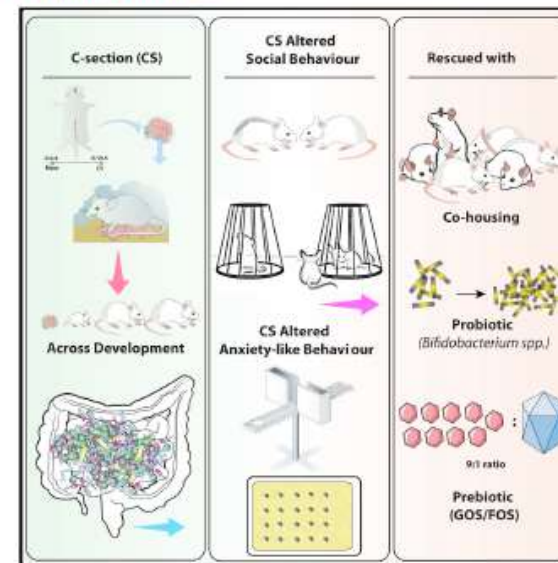 C-section (CS)
Across Development
CS Altered
Social Behaviour
CS Altered
Anxiety-like Behaviour
Rescued with
Co-housing
Probiotic
(Bifidobacterium spp.)
:
9:1 ratio
Prebiotic
(GOS/FOS)